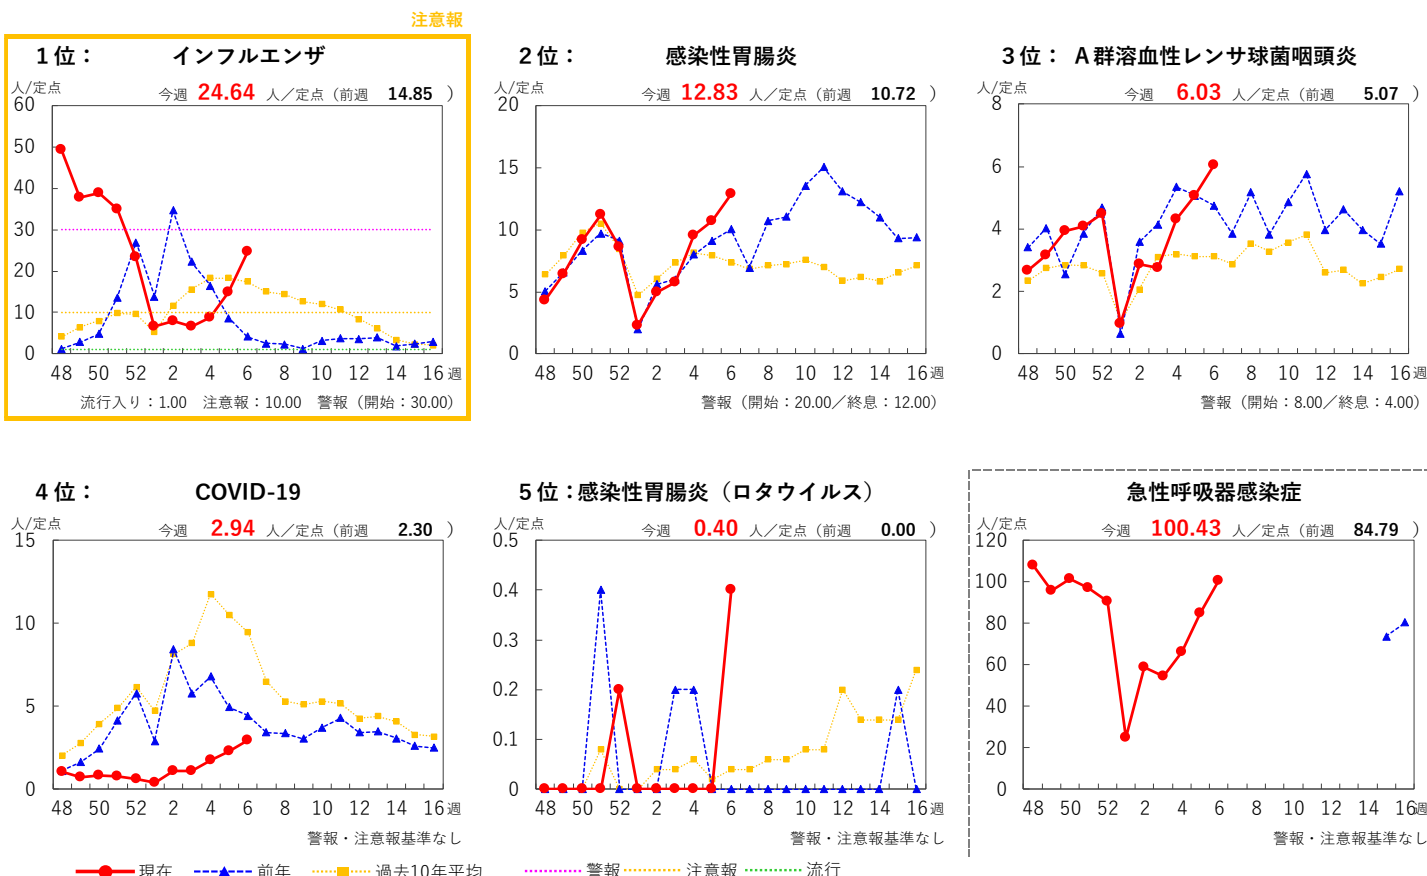 注意報
1位： インフルエンザ
人/定点
今週 24.64 人／定点（前週 14.85 ）
60
50
40
30
20
10
0
48 50 52 2 4 6 8 10 12 14 16 週
流行入り：1.00 注意報：10.00 警報（開始：30.00）
2位： 感染性胃腸炎
人/定点
今週 12.83 人／定点（前週 10.72 ）
20
15
10
5
0
48 50 52 2 4 6 8 10 12 14 16 週
警報（開始：20.00／終息：12.00）
3位： A群溶血性レンサ球菌咽頭炎
人/定点
今週 6.03 人／定点（前週 5.07 ）
8
6
4
2
0
48 50 52 2 4 6 8 10 12 14 16 週
警報（開始：8.00／終息：4.00）
4位： COVID-19
人/定点
今週 2.94 人／定点（前週 2.30 ）
15
10
5
0
48 50 52 2 4 6 8 10 12 14 16 週
警報・注意報基準なし
5位：感染性胃腸炎（ロタウイルス）
人/定点
今週 0.40 人／定点（前週 0.00 ）
0.5
0.4
0.3
0.2
0.1
0
48 50 52 2 4 6 8 10 12 14 16 週
警報・注意報基準なし
急性呼吸器感染症
人/定点
今週 100.43 人／定点（前週 84.79 ）
120
100
80
60
40
20
0
48 50 52 2 4 6 8 10 12 14 16週
警報・注意報基準なし
現在 前年 過去10年平均 警報 注意報 流行